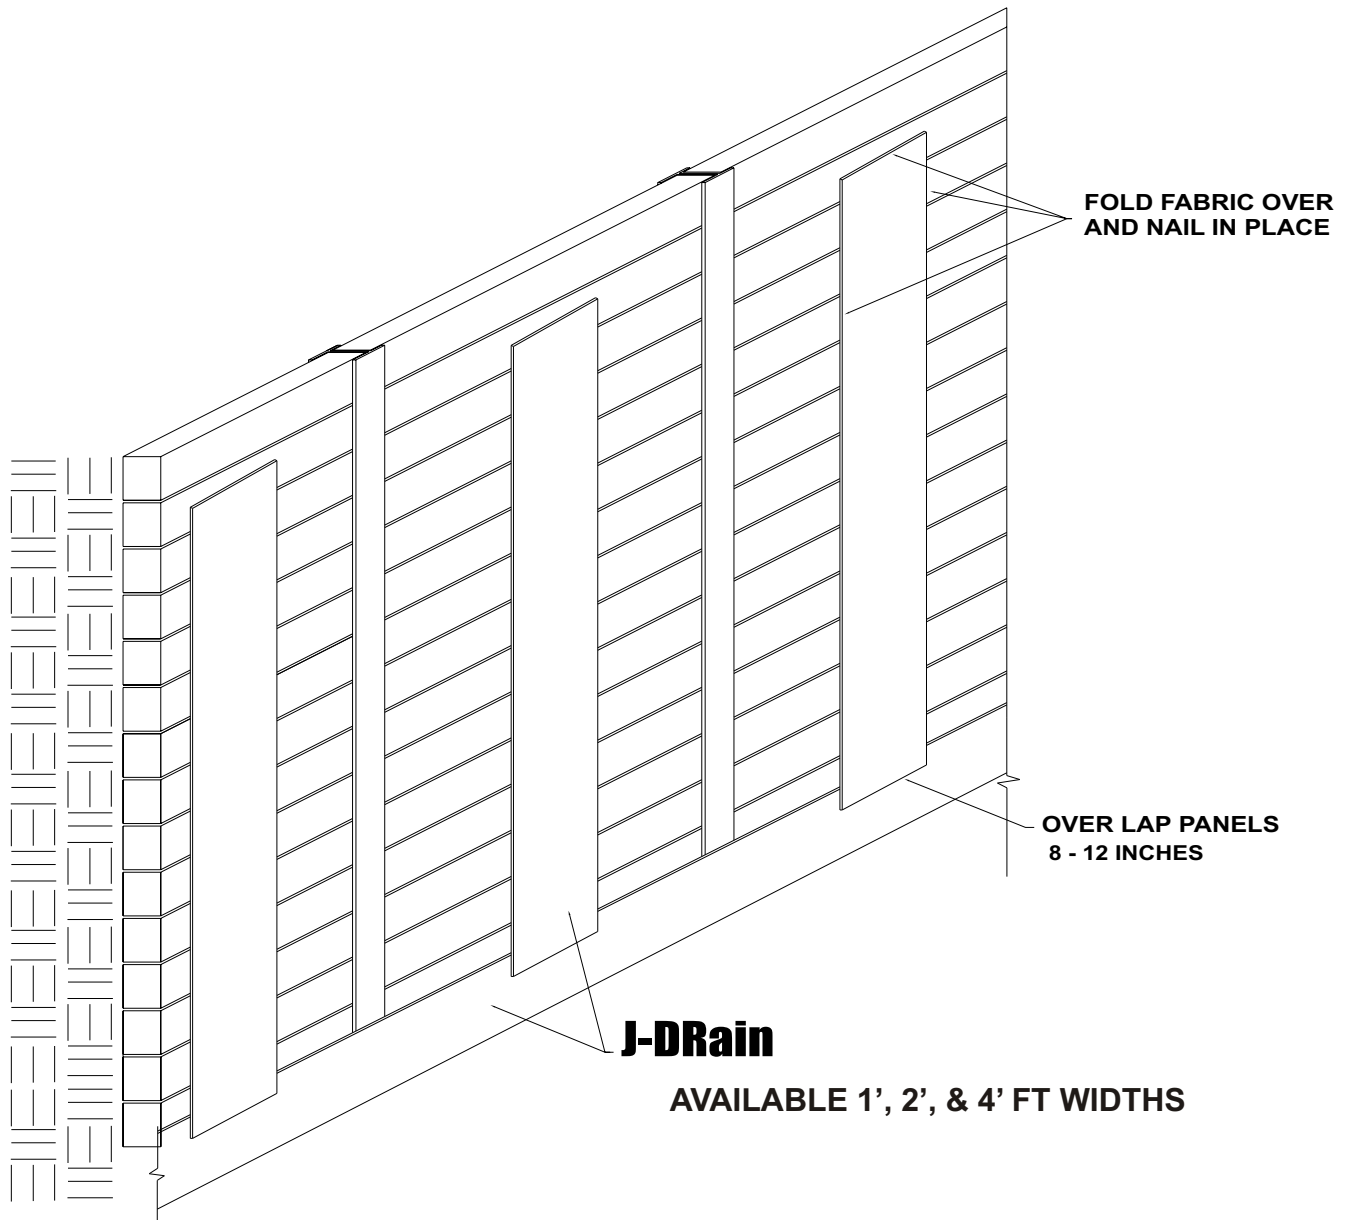 FOLD FABRIC OVER
AND NAIL IN PLACE
OVER LAP PANELS
8 - 12 INCHES
J-DRain
AVAILABLE 1’, 2’, & 4’ FT WIDTHS